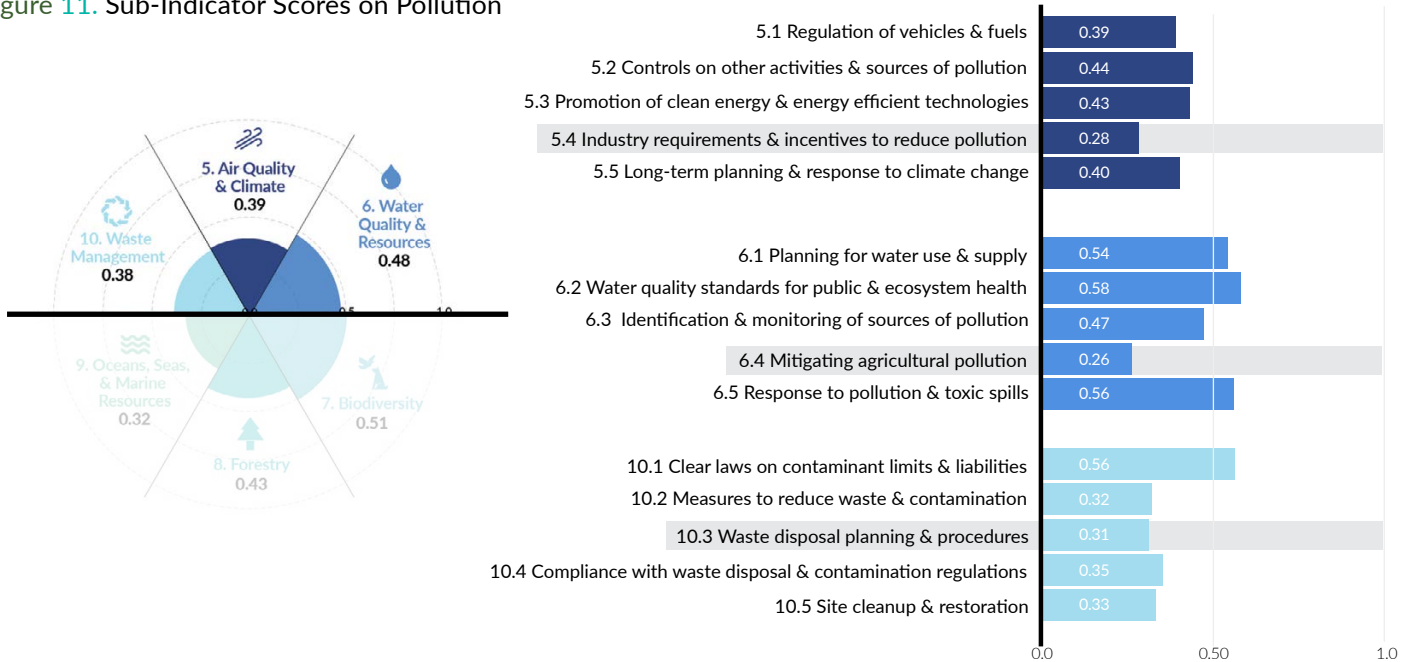 gure 11. Sub-Indicator Scores on Pollution
5. Air Quality
& Climate
0.39
6. Water
Quality &
Resources
0.48
10. Waste
Management
0.38
0.0 0.5 1.0
9. Oceans, Seas,
& Marine
Resources
0.32
7. Biodiversity
0.51
8. Forestry
0.43
5.1 Regulation of vehicles & fuels 0.39
5.2 Controls on other activities & sources of pollution 0.44
5.3 Promotion of clean energy & energy efficient technologies 0.43
5.4 Industry requirements & incentives to reduce pollution 0.28
5.5 Long-term planning & response to climate change 0.40
6.1 Planning for water use & supply 0.54
6.2 Water quality standards for public & ecosystem health 0.58
6.3 Identification & monitoring of sources of pollution 0.47
6.4 Mitigating agricultural pollution 0.26
6.5 Response to pollution & toxic spills 0.56
10.1 Clear laws on contaminant limits & liabilities 0.56
10.2 Measures to reduce waste & contamination 0.32
10.3 Waste disposal planning & procedures 0.31
10.4 Compliance with waste disposal & contamination regulations 0.35
10.5 Site cleanup & restoration 0.33
0.0 0.50 1.0